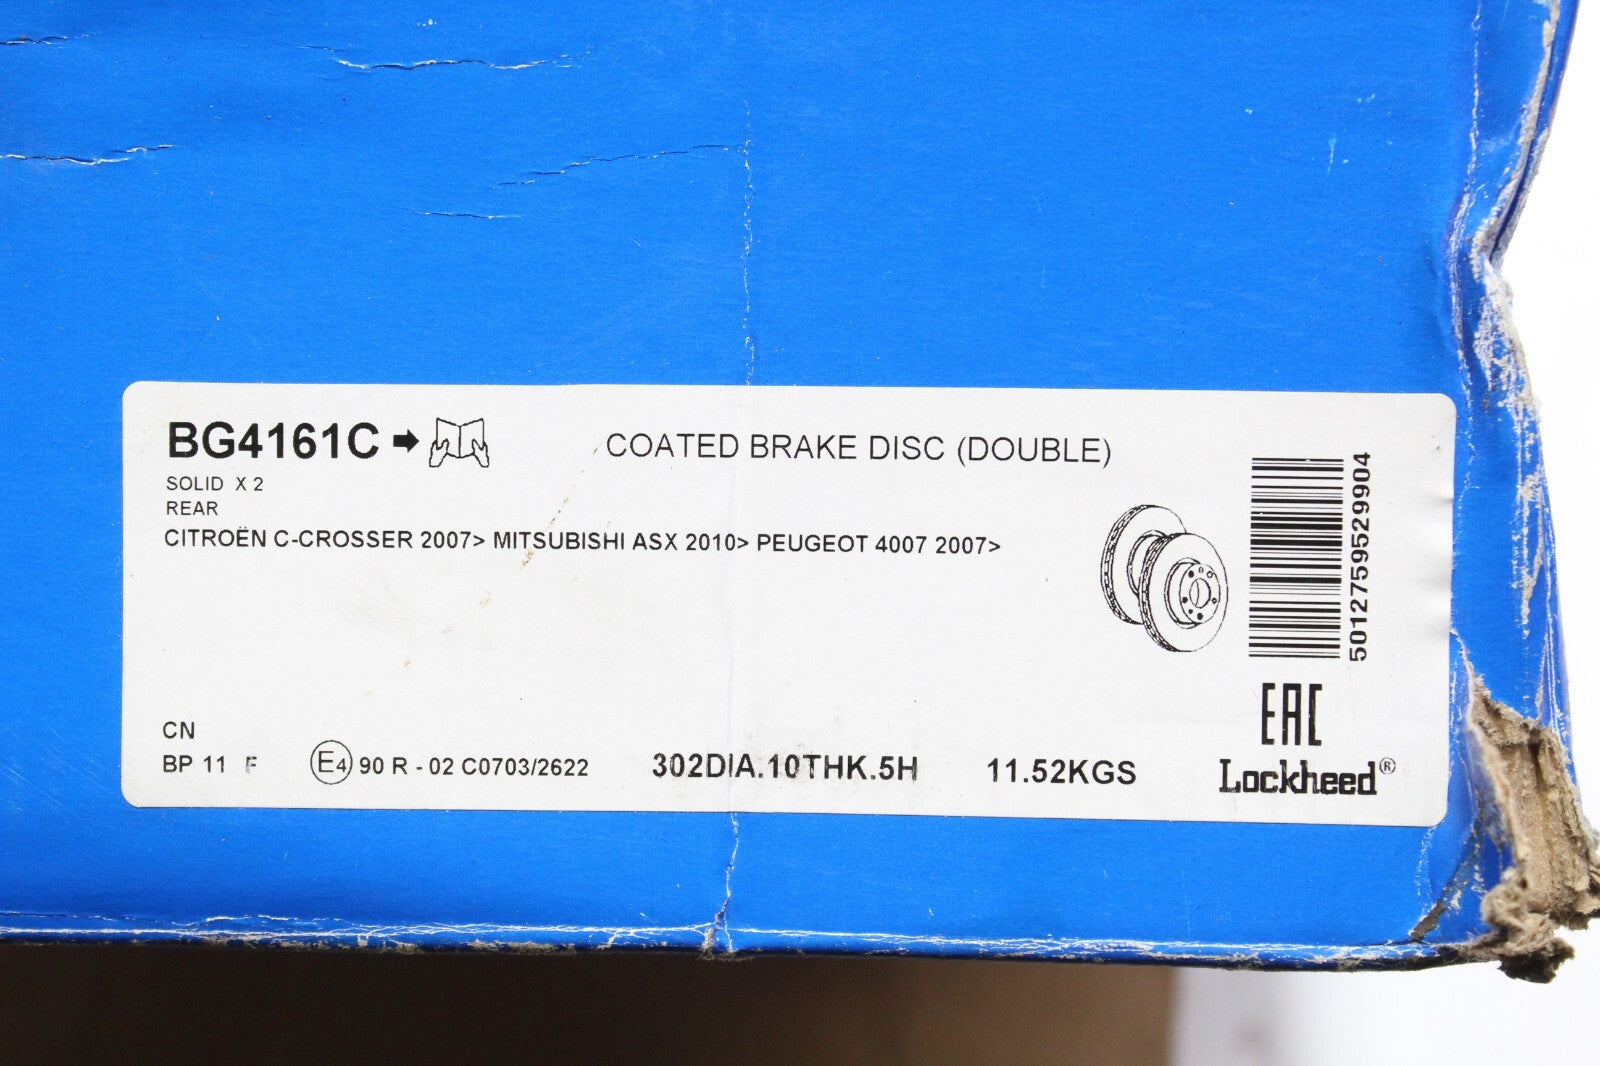 BG4161C
COATED BRAKE DISC (DOUBLE)
SOLID X 2
REAR
CITROËN C-CROSSER 2007> MITSUBISHI ASX 2010> PEUGEOT 4007 2007>
5012759529904
EAC
CN
BP 11 F E4 90 R - 02 C0703/2622 302DIA.10THK.5H 11.52KGS
Lockheed®